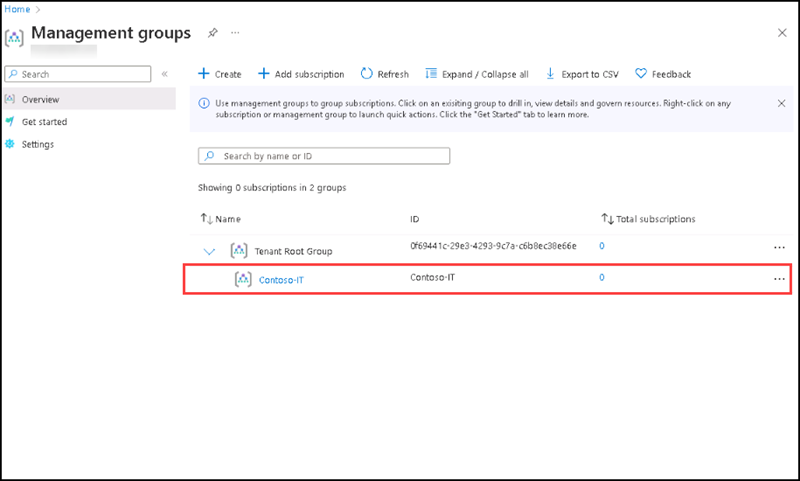 Home >
Management groups
Search
Overview
Get started
Settings
Create
Add subscription
Refresh
Expand / Collapse all
Export to CSV
Feedback
Use management groups to group subscriptions. Click on an exisiting group to drill in, view details and govern resources. Right-click on any
subscription or management group to launch quick actions. Click the "Get Started" tab to learn more.
Search by name or ID
Showing 0 subscriptions in 2 groups
Name ID Total subscriptions
Tenant Root Group 0f69441c-29e3-4293-9c7a-c6b8ec38e66e 0
Contoso-IT Contoso-IT 0